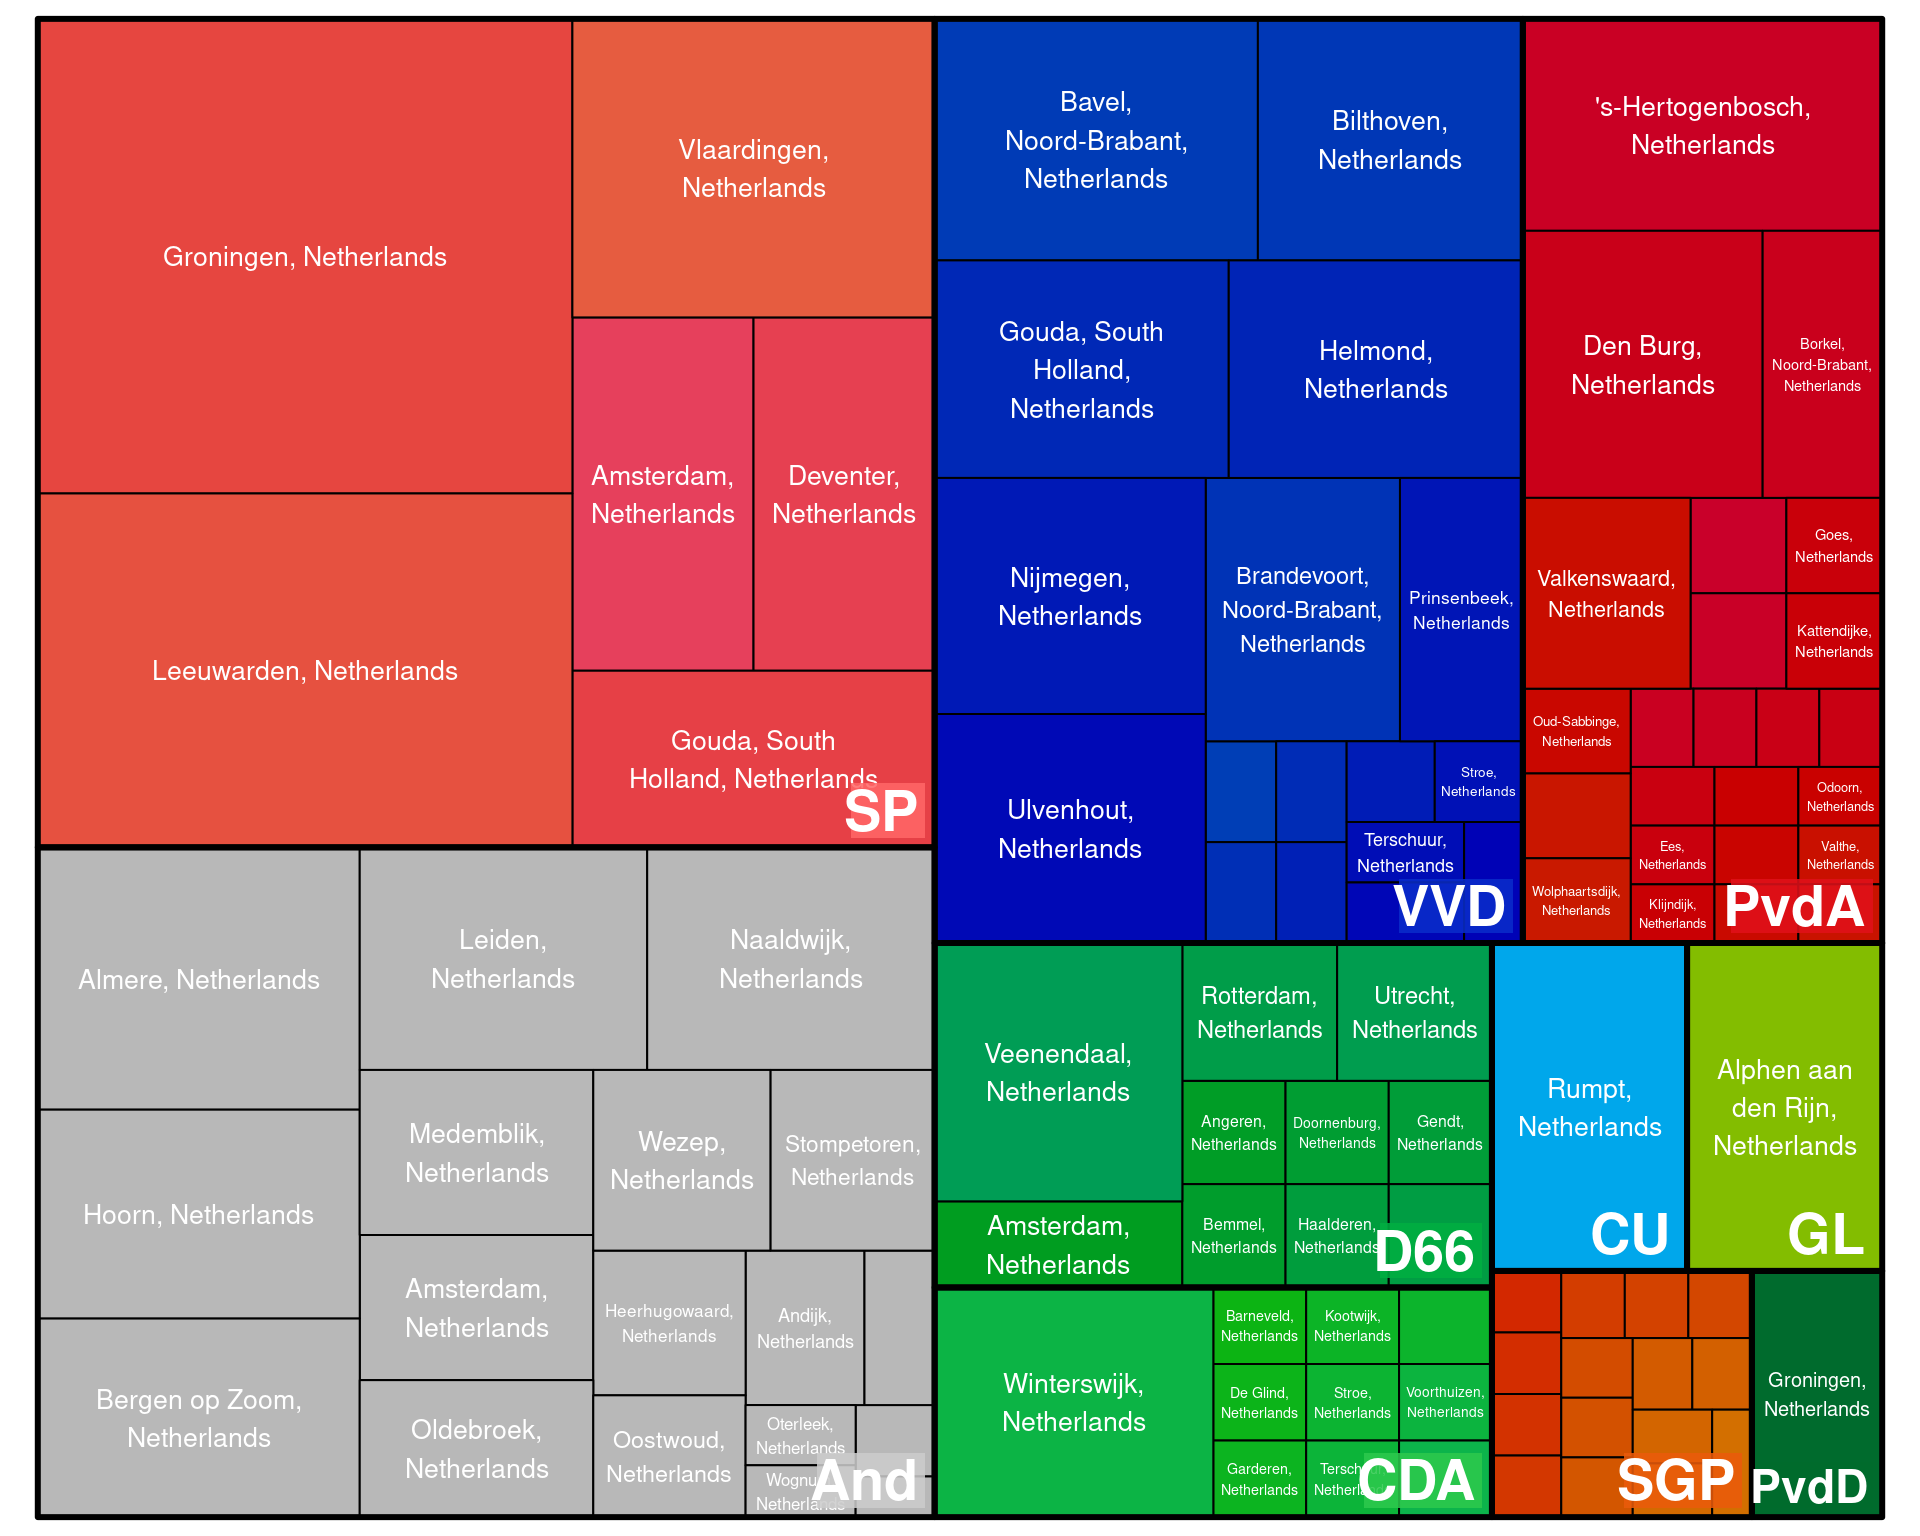 Groningen, Netherlands
Vlaardingen,
Netherlands
Leeuwarden, Netherlands
Amsterdam,
Netherlands
Deventer,
Netherlands
Gouda, South
Holland, Netherlands
SP
Almere, Netherlands
Leiden,
Netherlands
Naaldwijk,
Netherlands
Hoorn, Netherlands
Medemblik,
Netherlands
Wezep,
Netherlands
Stompetoren,
Netherlands
Bergen op Zoom,
Netherlands
Amsterdam,
Netherlands
Oldebroek,
Netherlands
Heerhugowaard,
Netherlands
Andijk,
Netherlands
Oostwoud,
Netherlands
Oterleek,
Netherlands
Netherlands
And
Bavel,
Noord-Brabant,
Netherlands
Bilthoven,
Netherlands
Gouda, South
Holland,
Netherlands
Helmond,
Netherlands
Nijmegen,
Netherlands
Brandevoort,
Noord-Brabant,
Netherlands
Prinsenbeek,
Netherlands
Ulvenhout,
Netherlands
Stroe,
Netherlands
Terschuur,
Netherlands
VVD
's-Hertogenbosch,
Netherlands
Den Burg,
Netherlands
Borkel,
Noord-Brabant,
Netherlands
Valkenswaard,
Netherlands
Goes,
Netherlands
Kattendijke,
Netherlands
Oud-Sabbinge,
Netherlands
Odoorn,
Netherlands
Ees,
Netherlands
Valthe,
Netherlands
Wolphaartsdijk,
Netherlands
Klijndijk,
Netherlands
PvdA
Veenendaal,
Netherlands
Rotterdam,
Netherlands
Utrecht,
Netherlands
Angeren,
Netherlands
Doornenburg,
Netherlands
Gendt,
Netherlands
Amsterdam,
Netherlands
Bemmel,
Netherlands
Haalderen,
Netherlands
D66
Winterswijk,
Netherlands
Barneveld,
Netherlands
Kootwijk,
Netherlands
De Glind,
Netherlands
Stroe,
Netherlands
Voorthuizen,
Netherlands
Garderen,
Netherlands
CDA
Rumpt,
Netherlands
CU
Alphen aan
den Rijn,
Netherlands
GL
SGP
Groningen,
Netherlands
PvdD